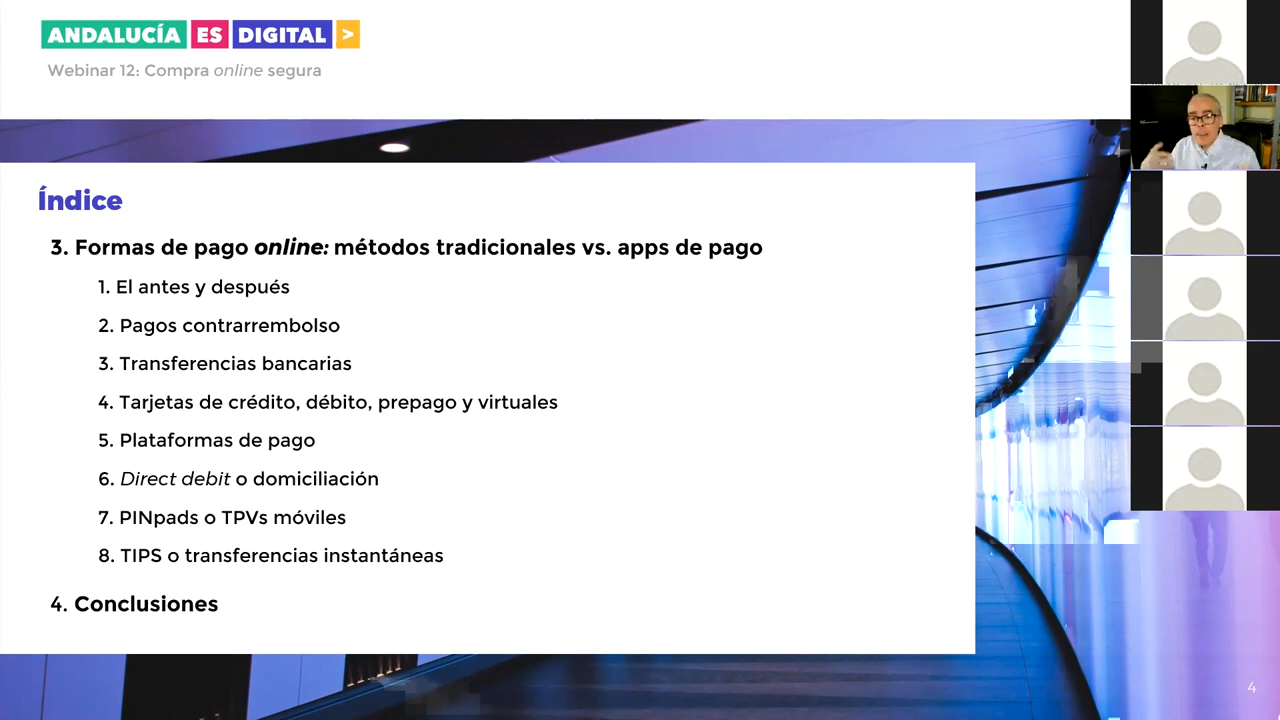 ANDALUCÍA ES DIGITAL >
Webinar 12: Compra online segura
Índice
3. Formas de pago online: métodos tradicionales vs. apps de pago
1. El antes y después
2. Pagos contrarrembolso
3. Transferencias bancarias
4. Tarjetas de crédito, débito, prepago y virtuales
5. Plataformas de pago
6. Direct debit o domiciliación
7. PINpads o TPVs móviles
8. TIPS o transferencias instantáneas
4. Conclusiones
4